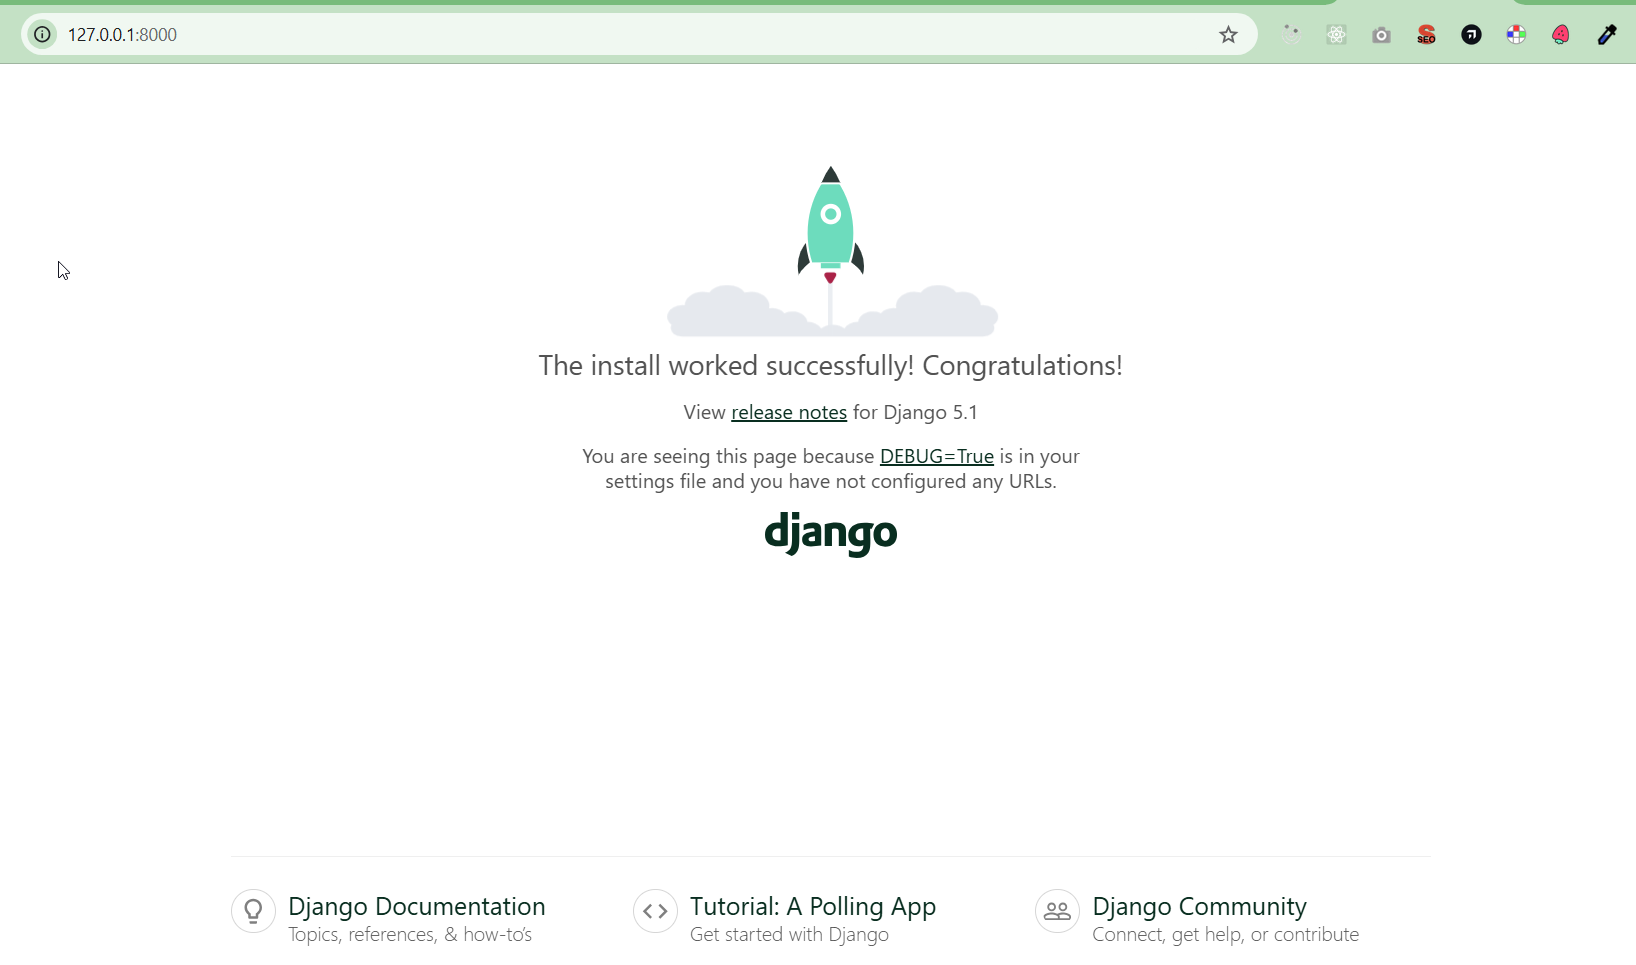 127.0.0.1:8000
SEO
The install worked successfully! Congratulations!
View release notes for Django 5.1
You are seeing this page because DEBUG=True is in your
settings file and you have not configured any URLs.
django
Django Documentation
Topics, references, & how-to’s
Tutorial: A Polling App
Get started with Django
Django Community
Connect, get help, or contribute